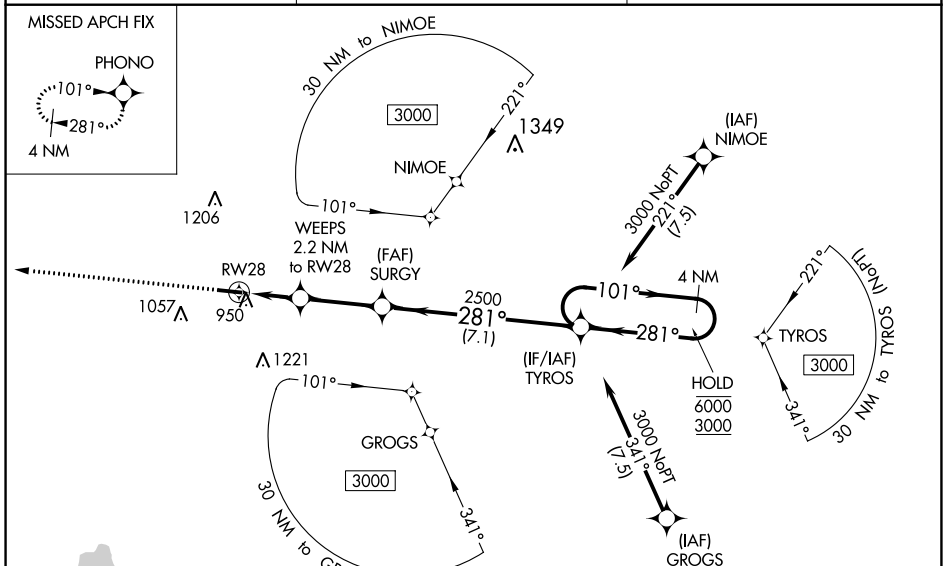 MISSED APCH FIX
PHONO
101°
281°
4 NM
30 NM to NIMOE
3000
221°
NIMOE
101°
1349
(IAF)
NIMOE
3000 NoPT
221°
(7.5)
1206
WEEPS
2.2 NM
to RW28
(FAF)
SURGY
RW28
1057
950
2500
281°
(7.1)
101°
4 NM
281°
(IF/IAF)
TYROS
HOLD
6000
3000
221°
TYROS
3000
341°
30 NM to TYROS (NoPT)
1221
101°
GROGS
3000
341°
30 NM to
3000 NoPT
341°
(7.5)
(IAF)
GROGS